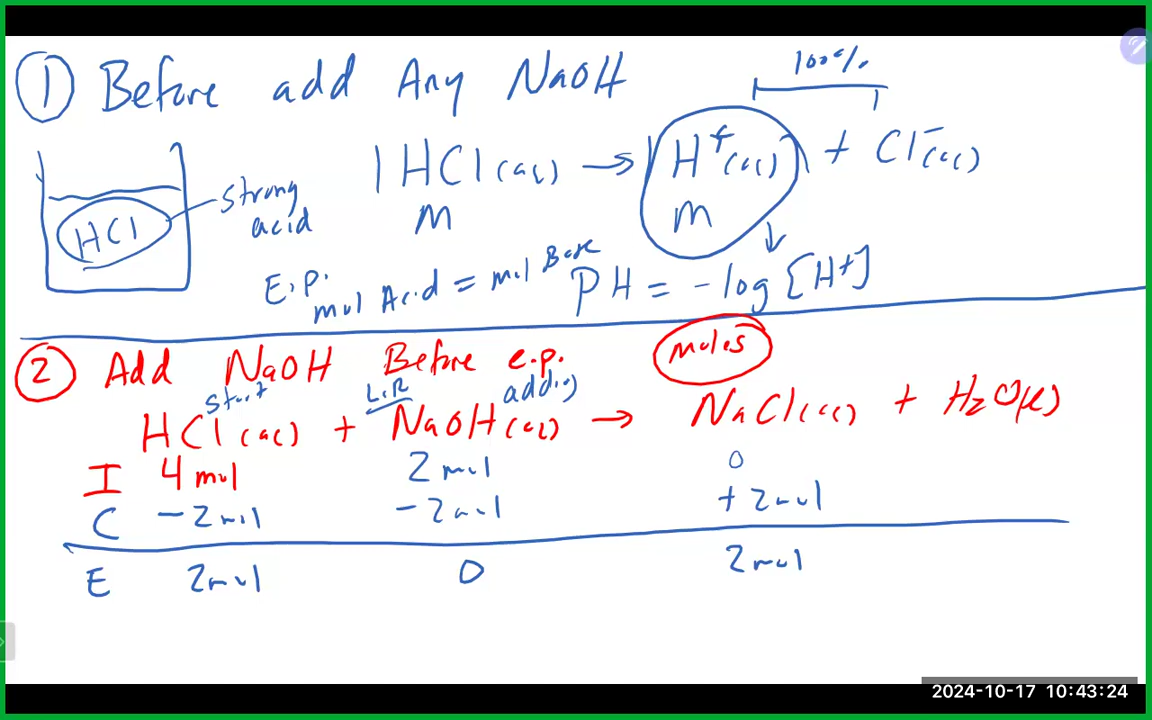 ① Before add Any NaOH
100%
1 HCl (aq) → 1 H⁺(aq) + Cl⁻(aq)
M M
HCl
strong
acid
E.P.
mol Acid = mol Base
PH = -log [H+]
② Add NaOH Before e.p.
moles
start L.R adding
HCl (aq) + NaOH(aq) → NaCl(aq) + H₂O(l)
I 4 mol 2 mol 0
C -2 mol -2 mol +2 mol
E 2 mol 0 2 mol
2024-10-17 10:43:24